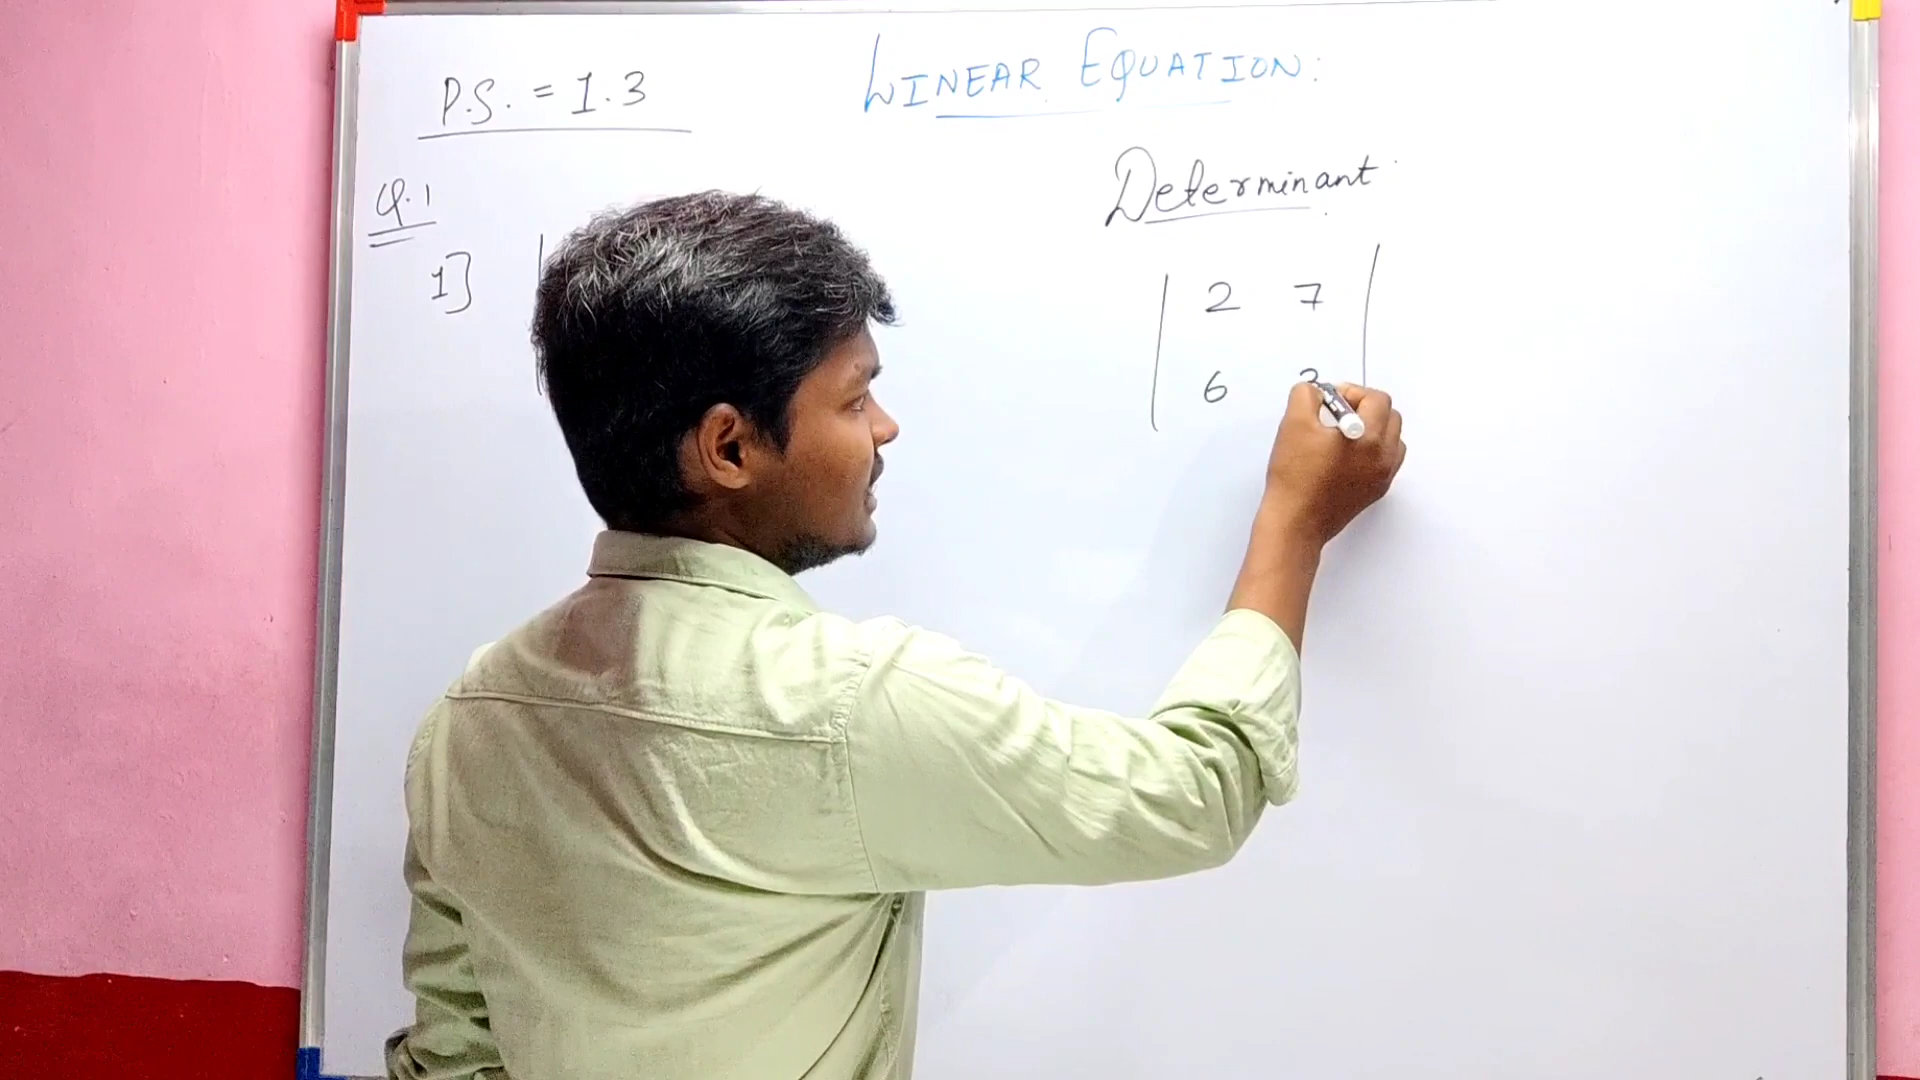 P.S. = 1.3
LINEAR EQUATION:
Q.1
1]
Determinant
| 2 7 |
| 6